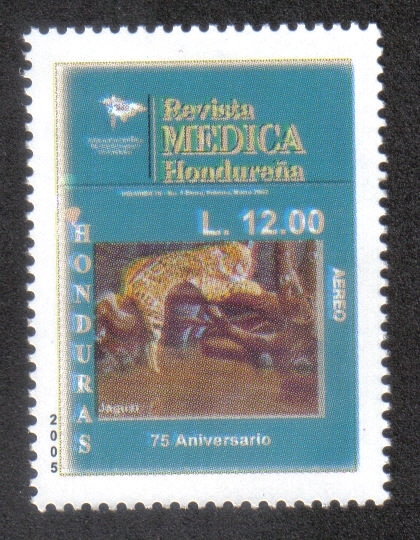 Revista
MEDICA
Hondureña
L. 12.00
HONDURAS
AEREO
Jaguar
75 Aniversario
2005